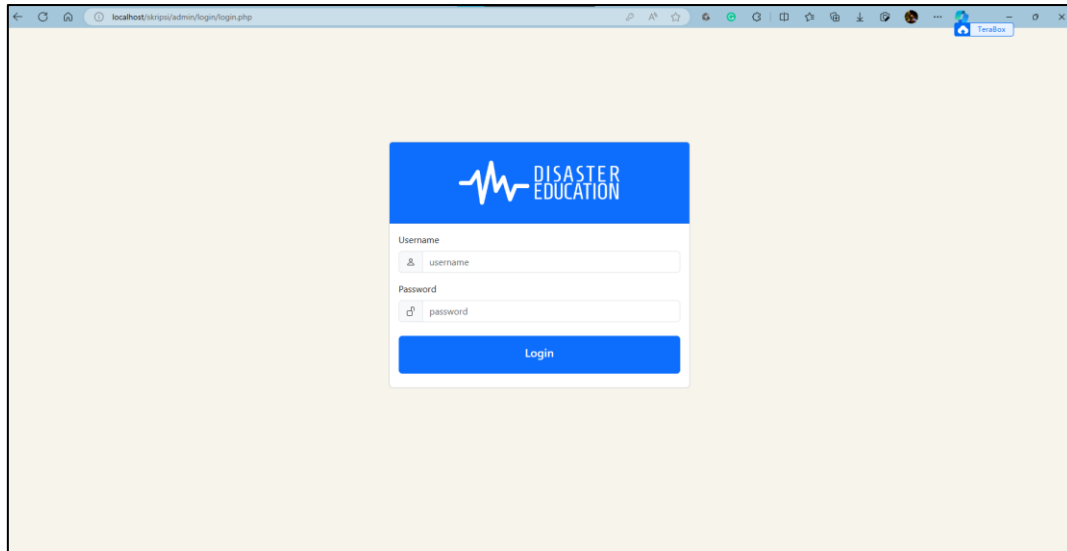 localhost/skripsi/admin/login/login.php
TeraBox
DISASTER
EDUCATION
Username
username
Password
password
Login